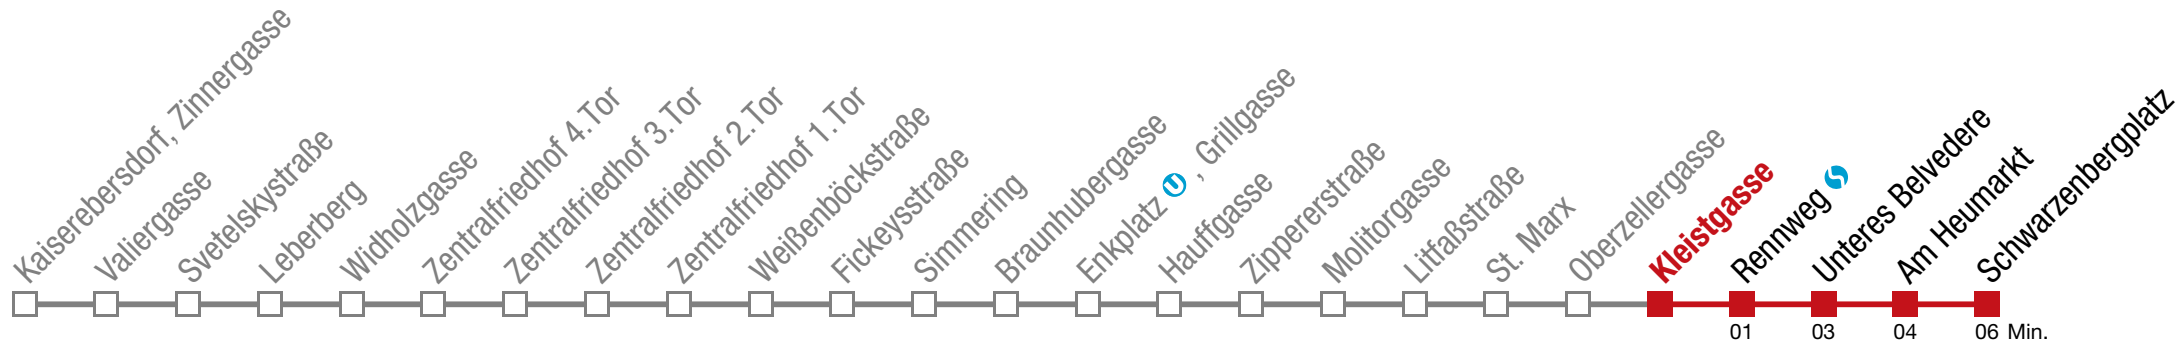 Kaiserebersdorf, Zinnergasse
Valiergasse
Svetelskystraße
Leberberg
Widholzgasse
Zentralfriedhof 4.Tor
Zentralfriedhof 3.Tor
Zentralfriedhof 2.Tor
Zentralfriedhof 1.Tor
Weißenböckstraße
Fickeysstraße
Simmering
Braunhubergasse
Enkplatz U, Grillgasse
Hauffgasse
Zippererstraße
Molitorgasse
Litfaßstraße
St. Marx
Oberzellergasse
Kleistgasse
Rennweg S
Unteres Belvedere
Am Heumarkt
Schwarzenbergplatz
01 03 04 06 Min.